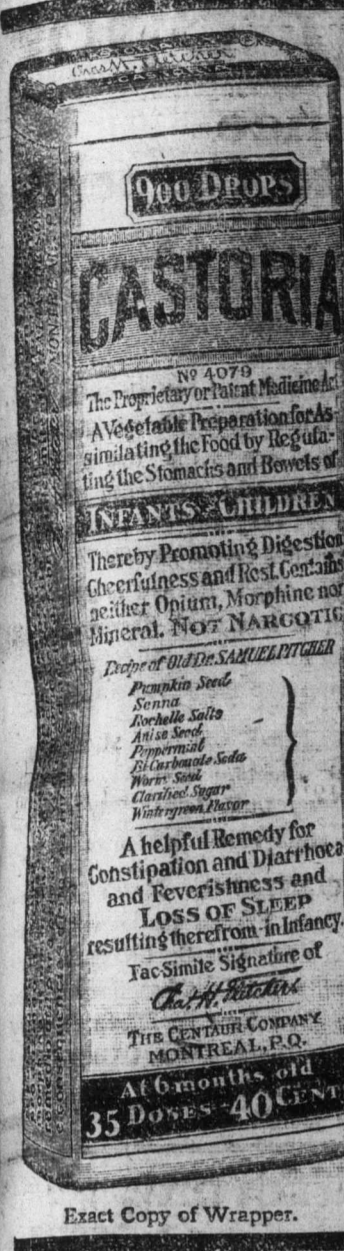 Chas. H. Fletcher
900 DROPS
CASTORIA
Nº 4079
The Proprietary or Patent Medicine Act
A Vegetable Preparation for As-
similating the Food by Regula-
ting the Stomachs and Bowels of
INFANTS CHILDREN
Thereby Promoting Digestion
Cheerfulness and Rest. Contains
neither Opium, Morphine nor
Mineral. NOT NARCOTIC
Recipe of Old Dr. SAMUEL PITCHER
Pumpkin Seed
Senna
Rochelle Salts
Anise Seed
Peppermint
Bi Carbonate Soda
Worm Seed
Clarified Sugar
Wintergreen Flavor
A helpful Remedy for
Constipation and Diarrhoea
and Feverishness and
LOSS OF SLEEP
resulting therefrom in Infancy.
Fac-Simile Signature of
Chas. H. Fletcher
THE CENTAUR COMPANY
MONTREAL, P.Q.
At 6 months old
35 DOSES - 40 CENTS
Exact Copy of Wrapper.